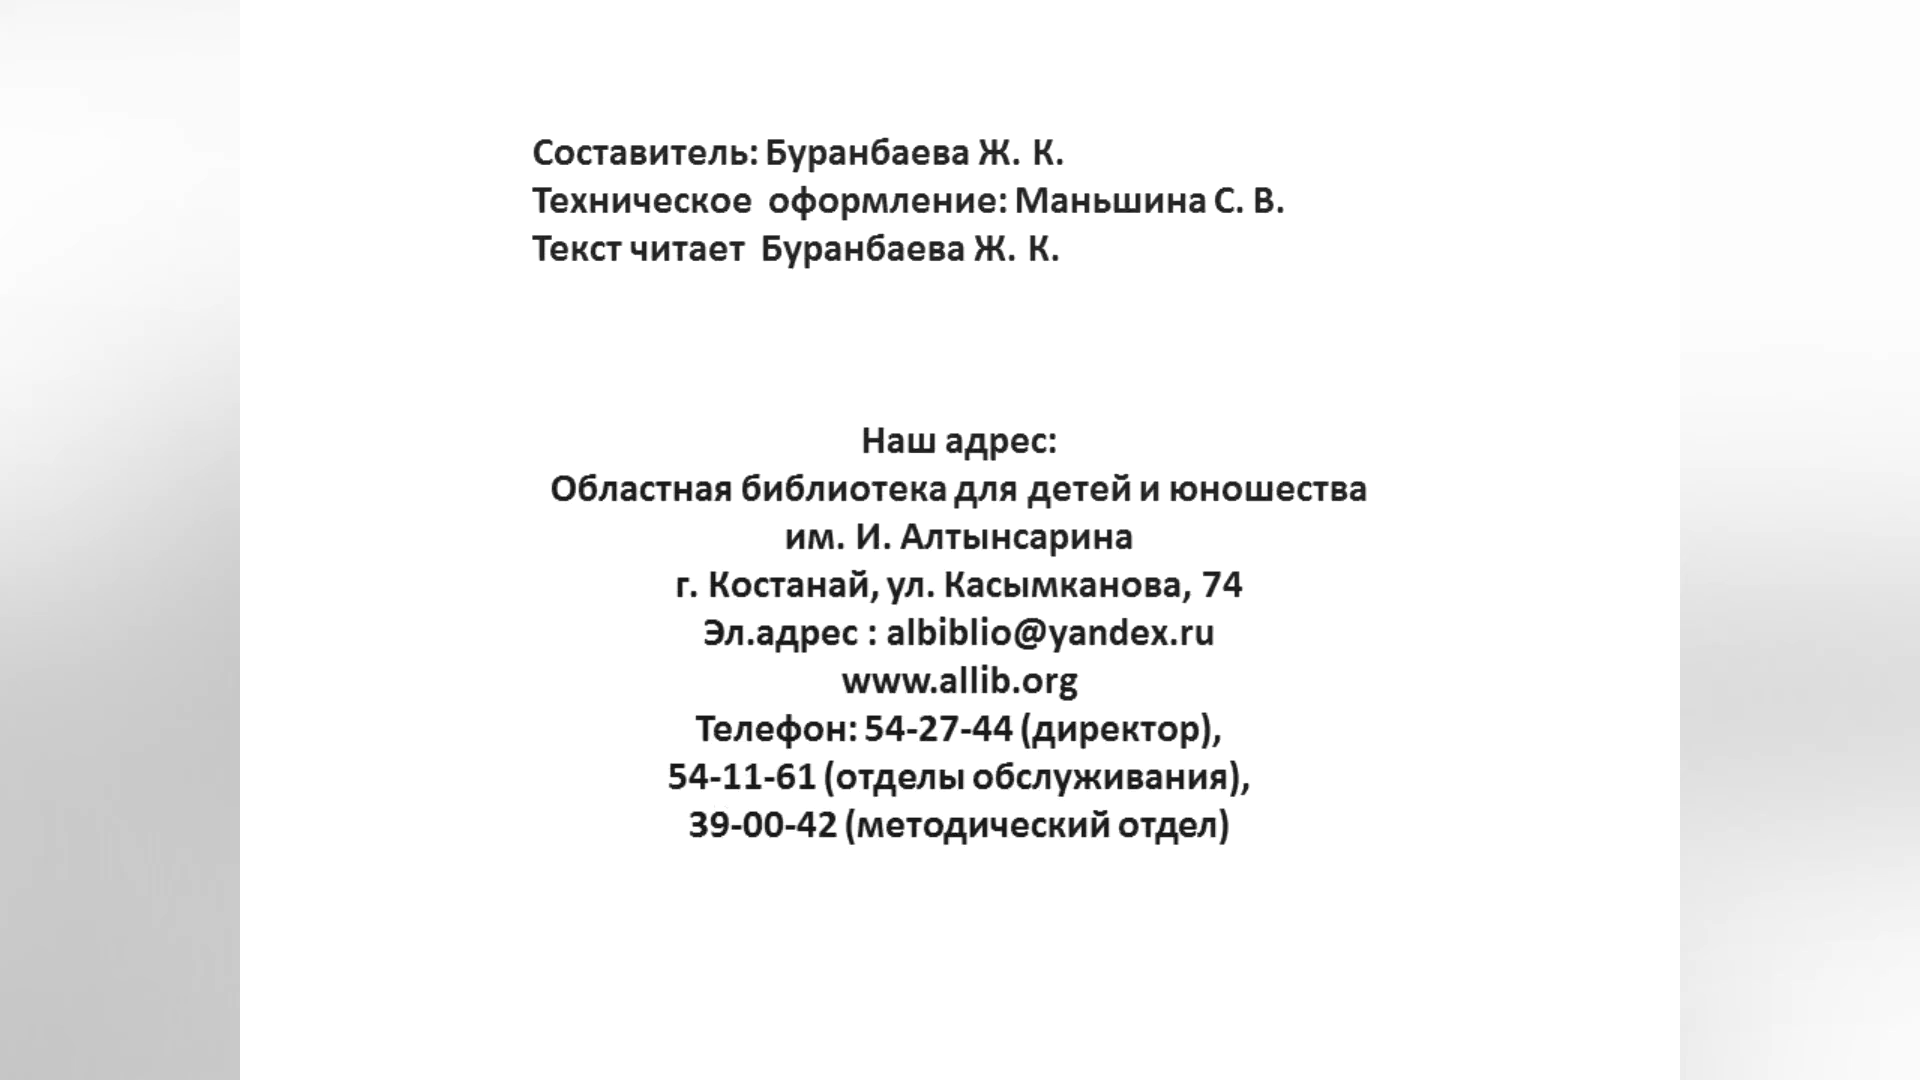 Составитель: Буранбаева Ж. К.
Техническое оформление: Маньшина С. В.
Текст читает Буранбаева Ж. К.
Наш адрес:
Областная библиотека для детей и юношества
им. И. Алтынсарина
г. Костанай, ул. Касымканова, 74
Эл.адрес : albiblio@yandex.ru
www.allib.org
Телефон: 54-27-44 (директор),
54-11-61 (отделы обслуживания),
39-00-42 (методический отдел)